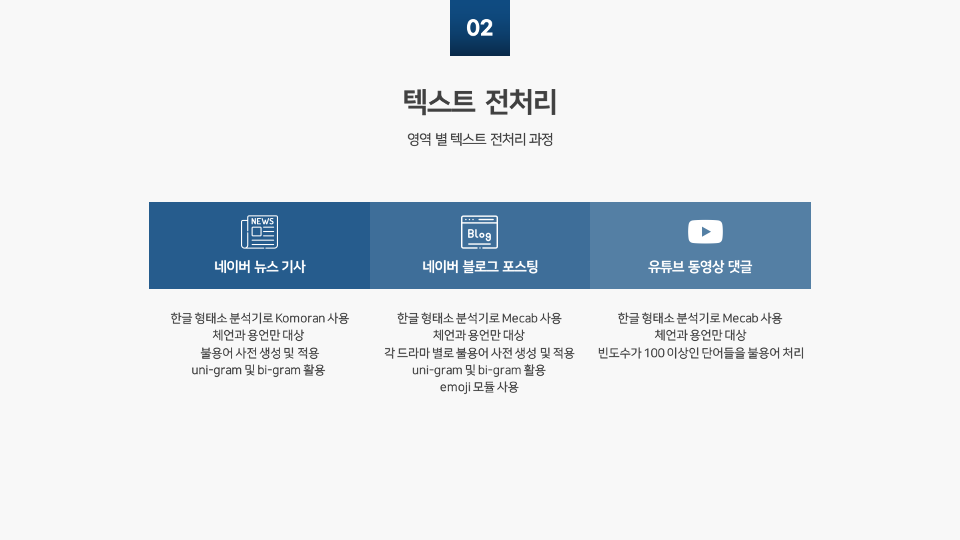 02
텍스트 전처리
영역 별 텍스트 전처리 과정
NEWS
네이버 뉴스 기사
한글 형태소 분석기로 Komoran 사용
체언과 용언만 대상
불용어 사전 생성 및 적용
uni-gram 및 bi-gram 활용
Blog
네이버 블로그 포스팅
한글 형태소 분석기로 Mecab 사용
체언과 용언만 대상
각 드라마 별로 불용어 사전 생성 및 적용
uni-gram 및 bi-gram 활용
emoji 모듈 사용
유튜브 동영상 댓글
한글 형태소 분석기로 Mecab 사용
체언과 용언만 대상
빈도수가 100 이상인 단어들을 불용어 처리